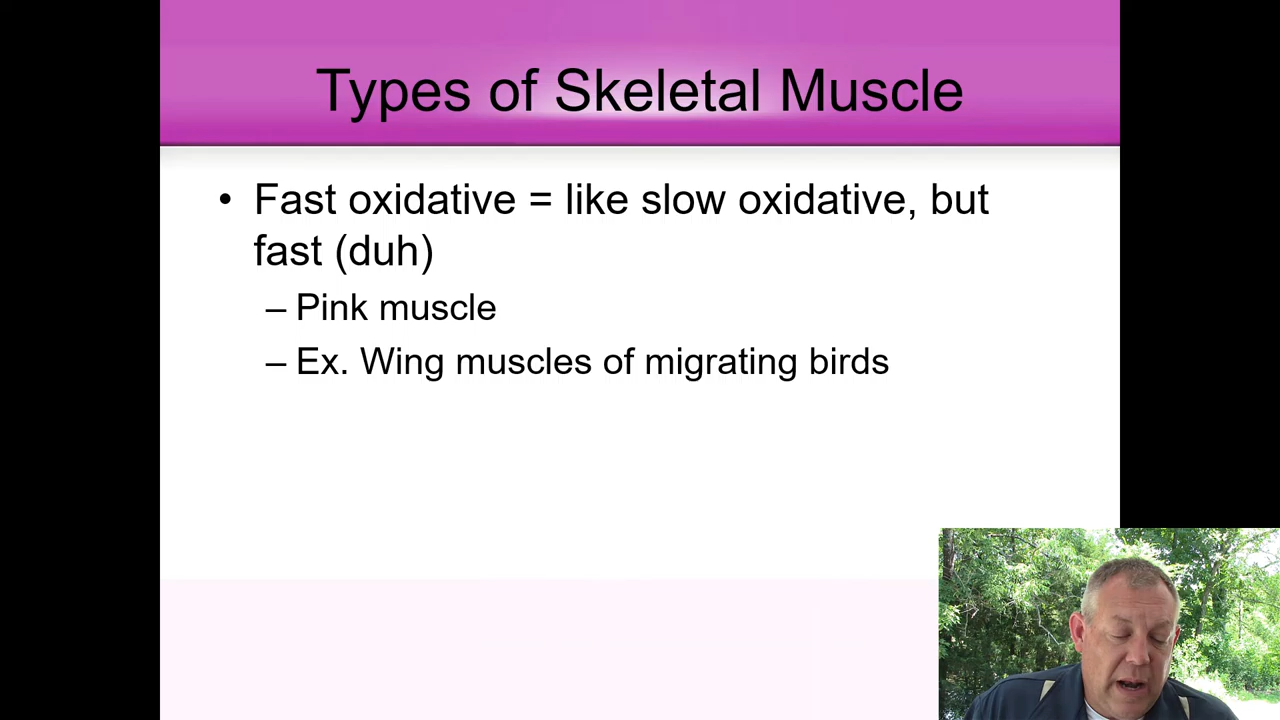 Types of Skeletal Muscle
• Fast oxidative = like slow oxidative, but
fast (duh)
– Pink muscle
– Ex. Wing muscles of migrating birds